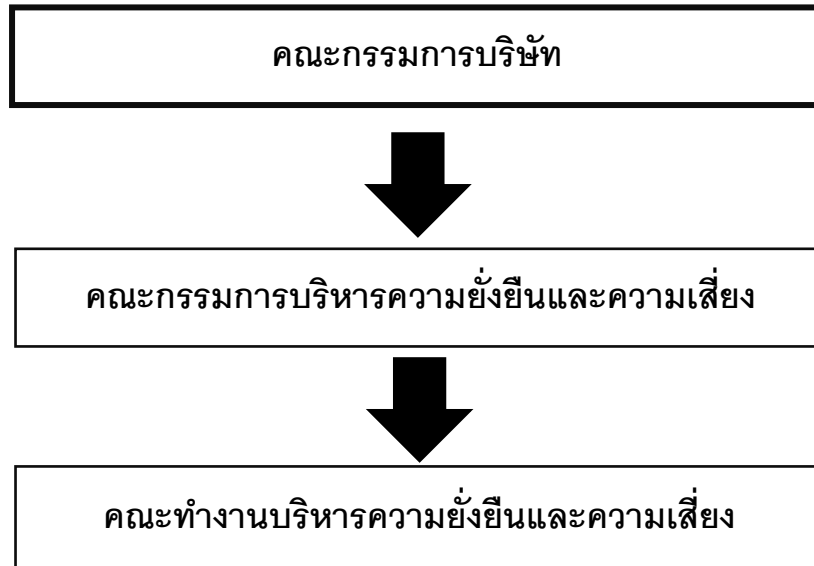 คณะกรรมการบริษัท
คณะกรรมการบริหารความยั่งยืนและความเสี่ยง
คณะทำงานบริหารความยั่งยืนและความเสี่ยง